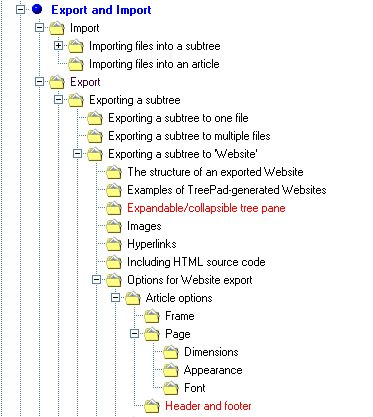 Export and Import
Import
Importing files into a subtree
Importing files into an article
Export
Exporting a subtree
Exporting a subtree to one file
Exporting a subtree to multiple files
Exporting a subtree to 'Website'
The structure of an exported Website
Examples of TreePad-generated Websites
Expandable/collapsible tree pane
Images
Hyperlinks
Including HTML source code
Options for Website export
Article options
Frame
Page
Dimensions
Appearance
Font
Header and footer